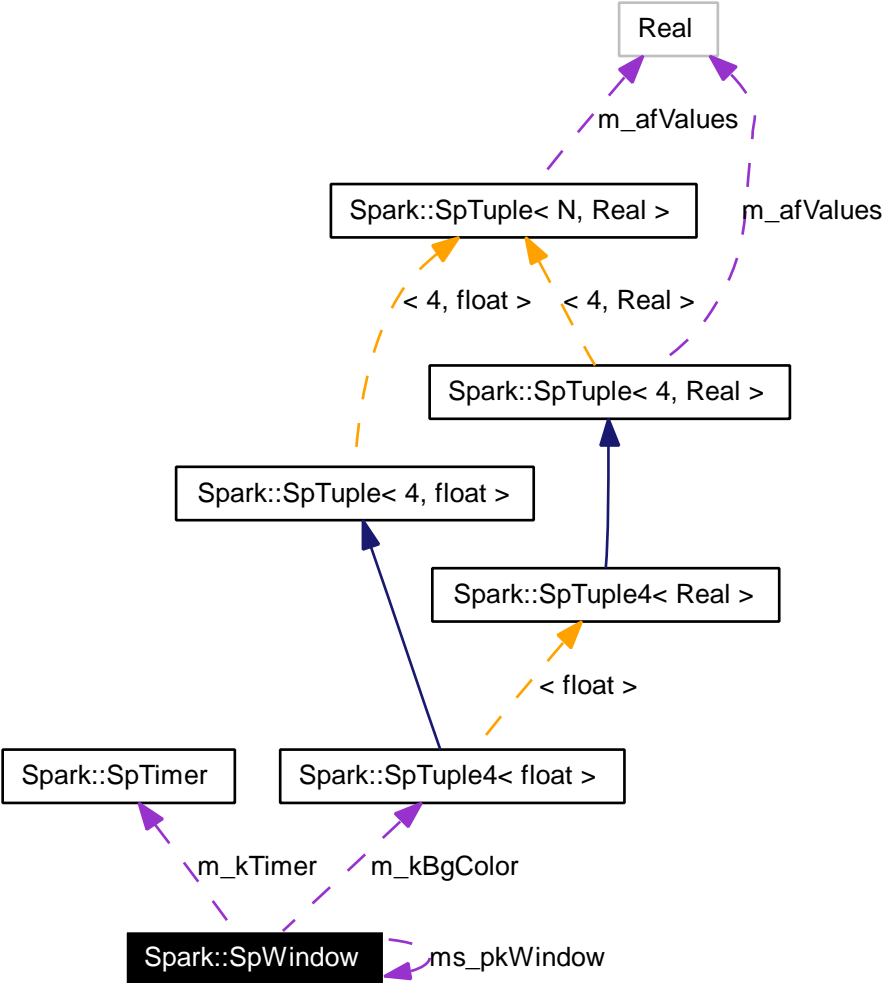 Real
m_afValues
Spark::SpTuple< N, Real >
m_afValues
< 4, float >
< 4, Real >
Spark::SpTuple< 4, Real >
Spark::SpTuple< 4, float >
Spark::SpTuple4< Real >
< float >
Spark::SpTimer
Spark::SpTuple4< float >
m_kTimer
m_kBgColor
Spark::SpWindow
ms_pkWindow